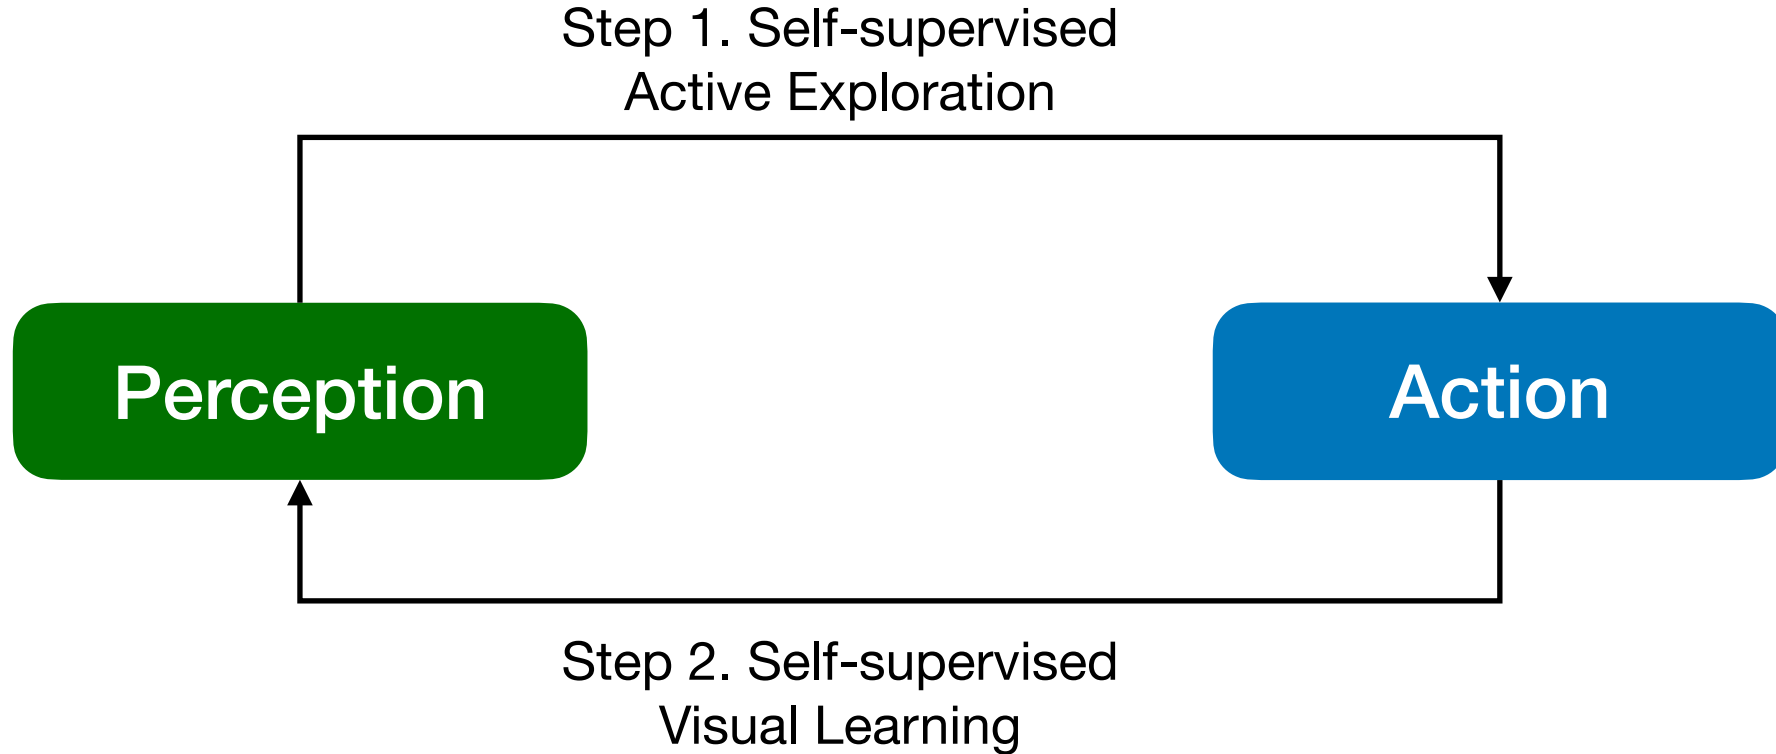 Step 1. Self-supervised
Active Exploration
Perception
Action
Step 2. Self-supervised
Visual Learning